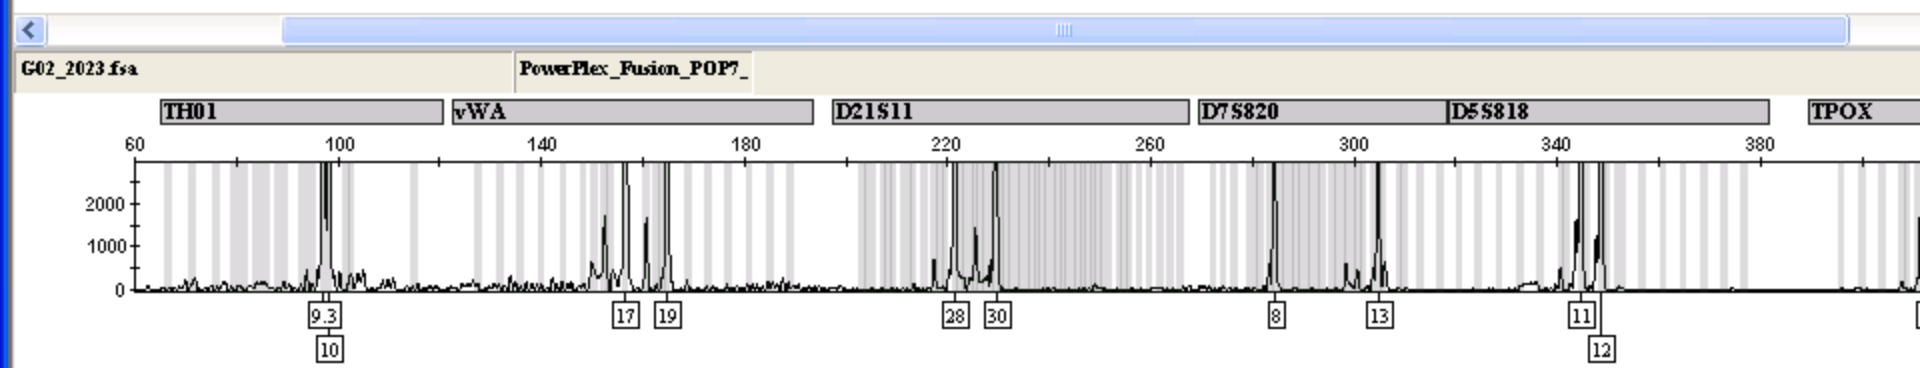 G02_2023.fsa PowerPlex_Fusion_POP7_
TH01 vWA D21S11 D7S820 D5S818 TPOX
60 100 140 180 220 260 300 340 380
2000
1000
0
9.3 17 19 28 30 8 13 11
10 12